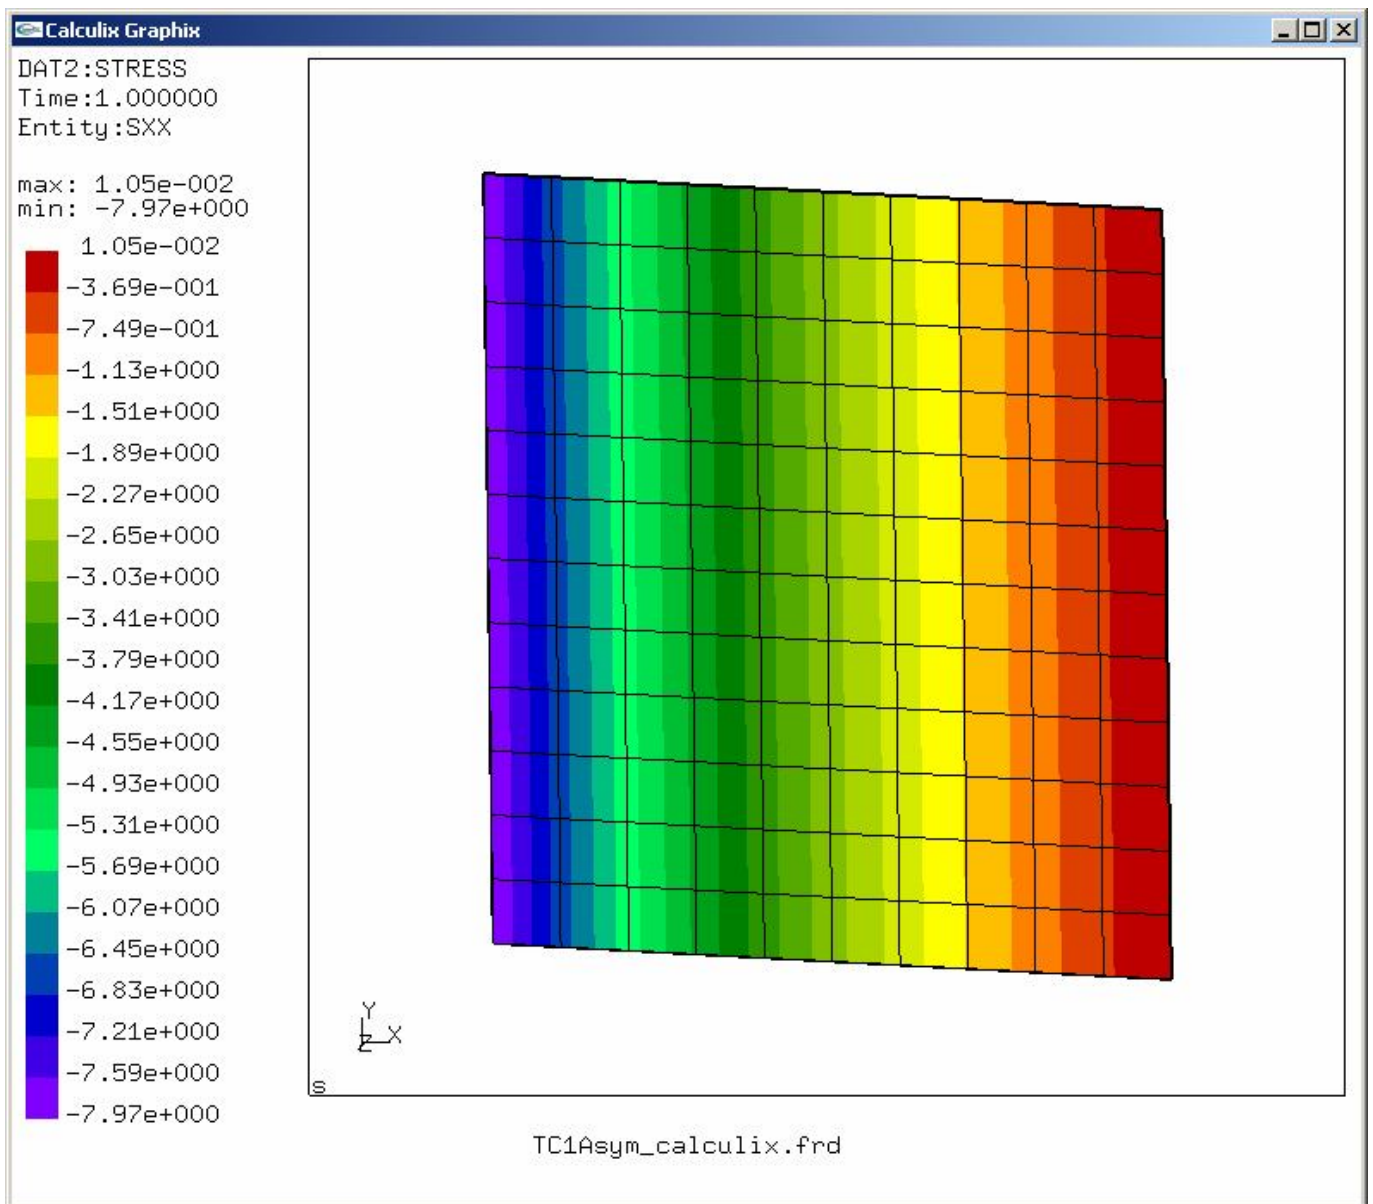 Calculix Graphix
DAT2:STRESS
Time:1.000000
Entity:SXX
max: 1.05e-002
min: -7.97e+000
1.05e-002
-3.69e-001
-7.49e-001
-1.13e+000
-1.51e+000
-1.89e+000
-2.27e+000
-2.65e+000
-3.03e+000
-3.41e+000
-3.79e+000
-4.17e+000
-4.55e+000
-4.93e+000
-5.31e+000
-5.69e+000
-6.07e+000
-6.45e+000
-6.83e+000
-7.21e+000
-7.59e+000
-7.97e+000
Y
Z X
s
TC1Asym_calculix.frd